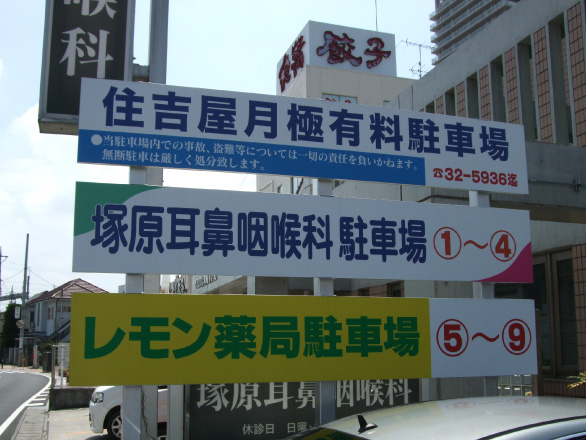 喉科
餃子
住吉屋月極有料駐車場
●当駐車場内での事故、盗難等については一切の責任を負いかねます。
無断駐車は厳しく処分致します。
☎32-5936迄
塚原耳鼻咽喉科 駐車場 ①～④
レモン薬局駐車場 ⑤～⑨
塚原耳鼻咽喉科
休診日 日曜